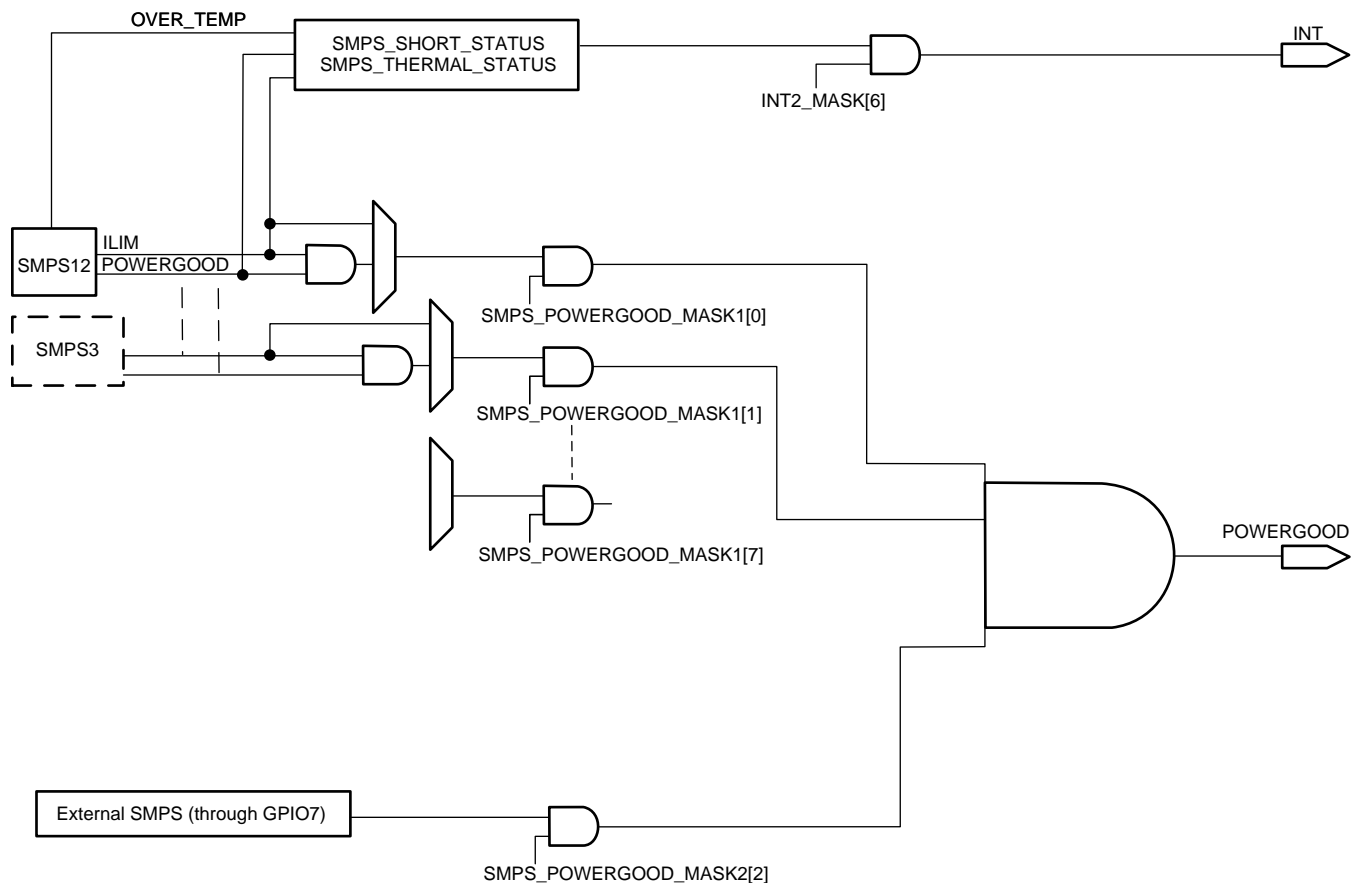 OVER_TEMP
INT
SMPS_SHORT_STATUS
SMPS_THERMAL_STATUS
INT2_MASK[6]
ILIM
SMPS12
POWERGOOD
SMPS_POWERGOOD_MASK1[0]
SMPS3
SMPS_POWERGOOD_MASK1[1]
POWERGOOD
SMPS_POWERGOOD_MASK1[7]
External SMPS (through GPIO7)
SMPS_POWERGOOD_MASK2[2]